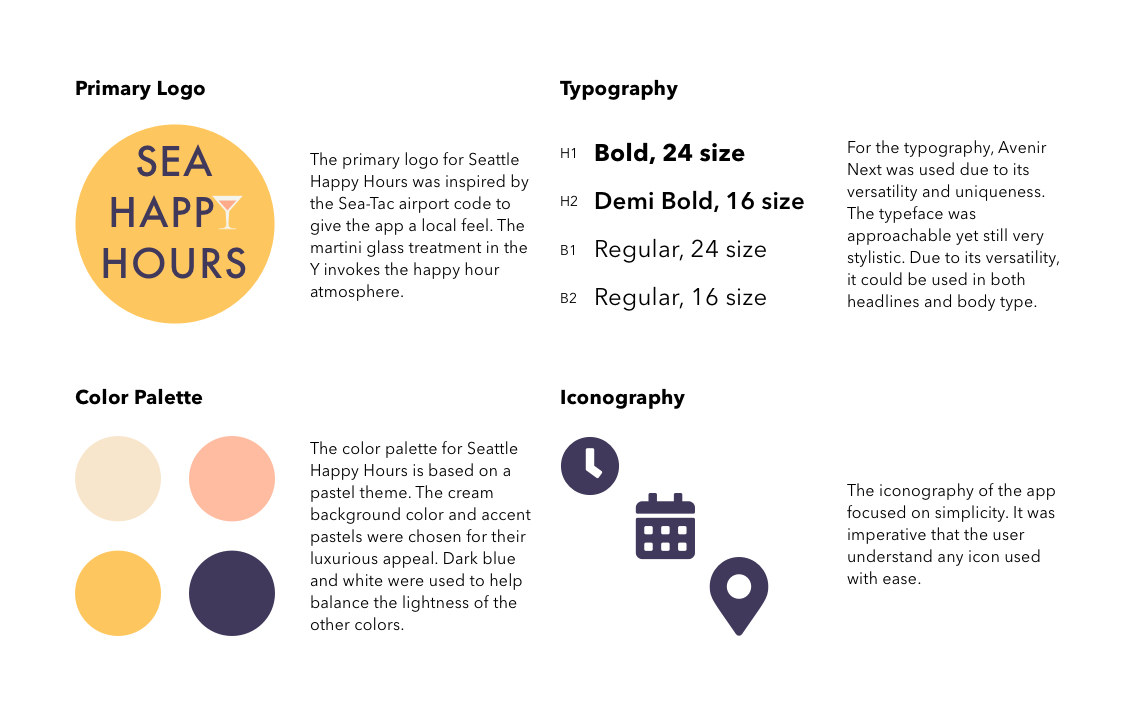 Primary Logo
SEA
HAPPY
HOURS
The primary logo for Seattle
Happy Hours was inspired by
the Sea-Tac airport code to
give the app a local feel. The
martini glass treatment in the
Y invokes the happy hour
atmosphere.
Typography
H1 Bold, 24 size
H2 Demi Bold, 16 size
B1 Regular, 24 size
B2 Regular, 16 size
For the typography, Avenir
Next was used due to its
versatility and uniqueness.
The typeface was
approachable yet still very
stylistic. Due to its versatility,
it could be used in both
headlines and body type.
Color Palette
The color palette for Seattle
Happy Hours is based on a
pastel theme. The cream
background color and accent
pastels were chosen for their
luxurious appeal. Dark blue
and white were used to help
balance the lightness of the
other colors.
Iconography
The iconography of the app
focused on simplicity. It was
imperative that the user
understand any icon used
with ease.